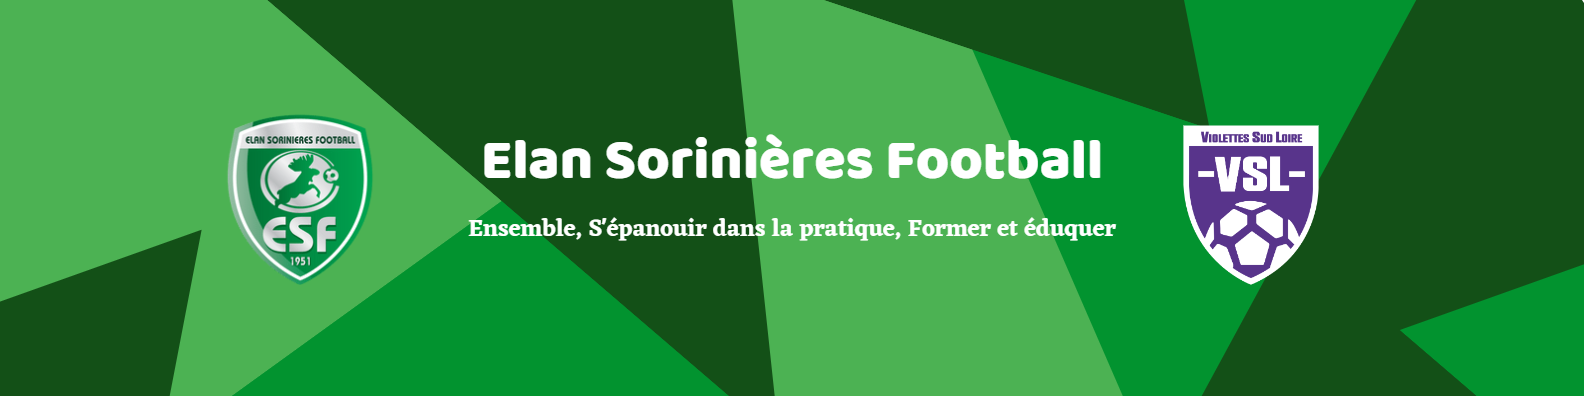 ELAN SORINIERES FOOTBALL
ESF
1951
Elan Sorinières Football
Ensemble, S'épanouir dans la pratique, Former et éduquer
VIOLETTES SUD LOIRE
-VSL-